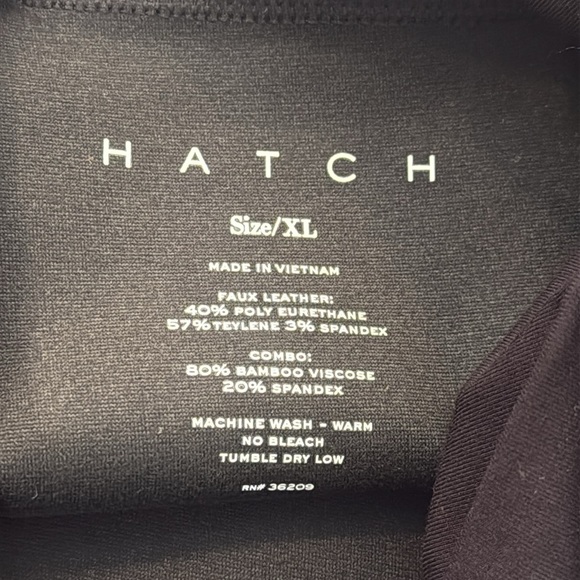 HATCH
Size/XL
MADE IN VIETNAM
FAUX LEATHER:
40% POLY EURETHANE
57% TEYLENE 3% SPANDEX
COMBO:
80% BAMBOO VISCOSE
20% SPANDEX
MACHINE WASH - WARM
NO BLEACH
TUMBLE DRY LOW
RN# 36209